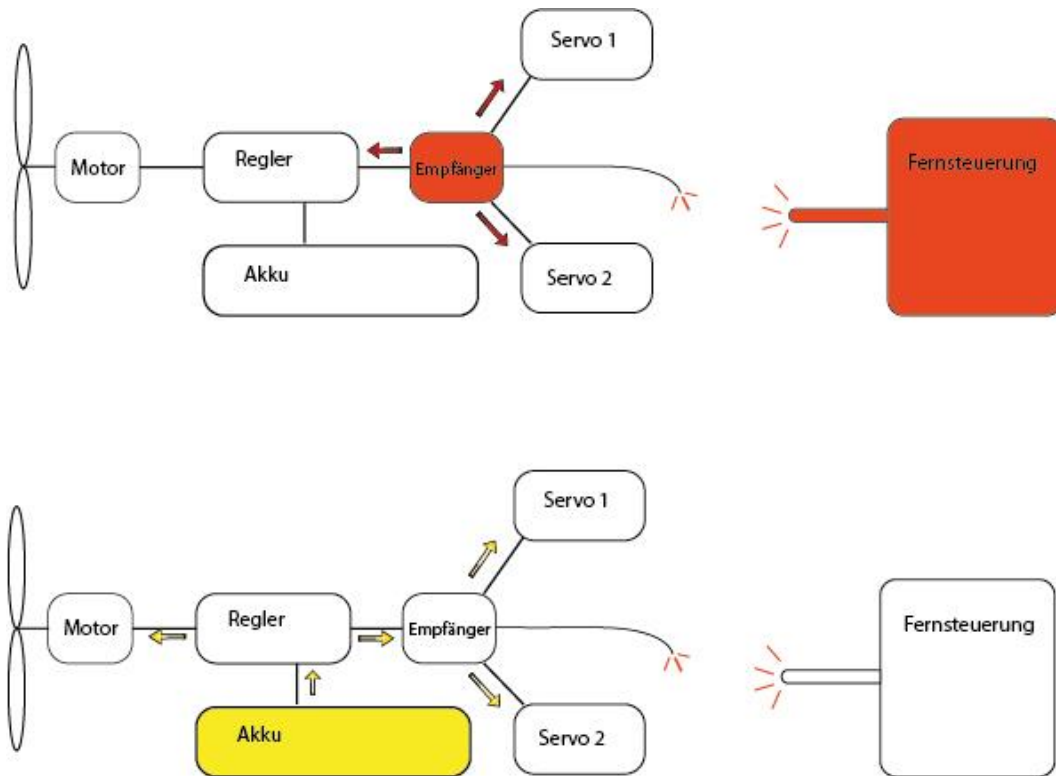 Servo 1
Motor
Regler
Empfänger
Fernsteuerung
Akku
Servo 2
Servo 1
Motor
Regler
Empfänger
Fernsteuerung
Akku
Servo 2